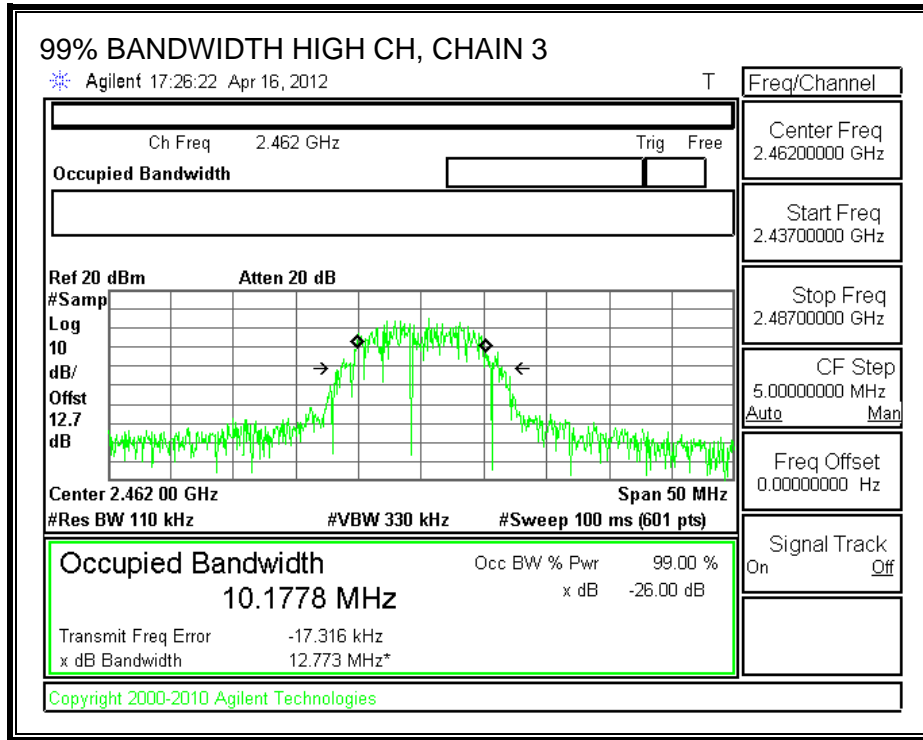 99% BANDWIDTH HIGH CH, CHAIN 3
Agilent 17:26:22 Apr 16, 2012 T
Freq/Channel
Ch Freq 2.462 GHz Trig Free
Occupied Bandwidth
Center Freq
2.46200000 GHz
Start Freq
2.43700000 GHz
Stop Freq
2.48700000 GHz
CF Step
5.00000000 MHz
Auto Man
Freq Offset
0.00000000 Hz
Signal Track
On Off
Ref 20 dBm Atten 20 dB
#Samp
Log
10
dB/
Offst
12.7
dB
Center 2.462 00 GHz Span 50 MHz
#Res BW 110 kHz #VBW 330 kHz #Sweep 100 ms (601 pts)
Occupied Bandwidth Occ BW % Pwr 99.00 %
10.1778 MHz x dB -26.00 dB
Transmit Freq Error -17.316 kHz
x dB Bandwidth 12.773 MHz*
Copyright 2000-2010 Agilent Technologies